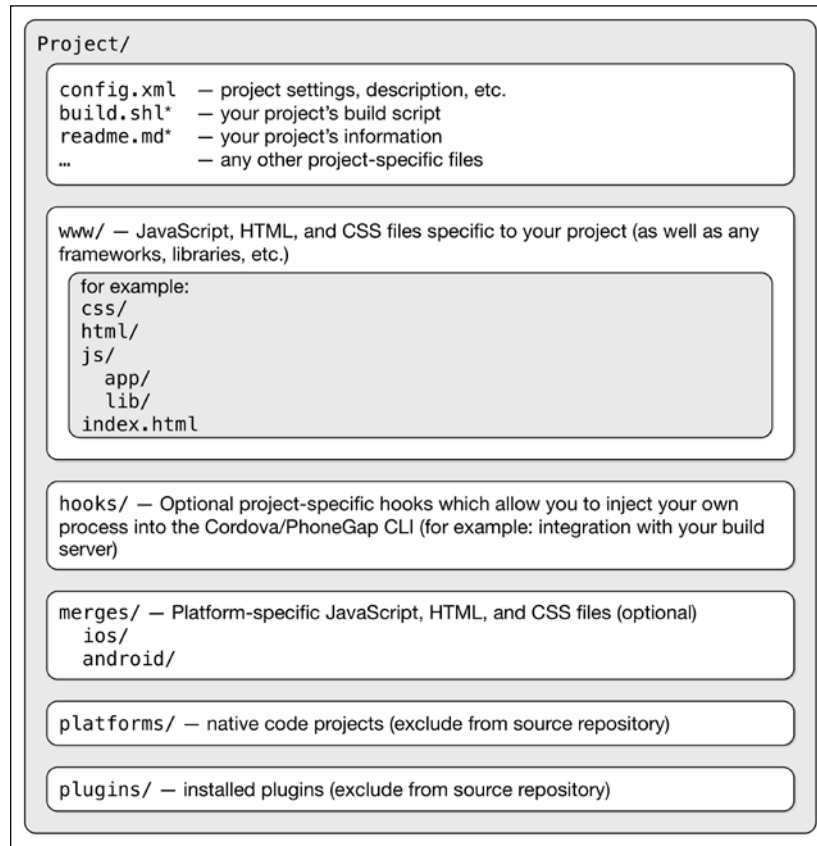 Project/
config.xml — project settings, description, etc.
build.shl* — your project's build script
readme.md* — your project's information
… — any other project-specific files
www/ — JavaScript, HTML, and CSS files specific to your project (as well as any
frameworks, libraries, etc.)
for example:
css/
html/
js/
app/
lib/
index.html
hooks/ — Optional project-specific hooks which allow you to inject your own
process into the Cordova/PhoneGap CLI (for example: integration with your build
server)
merges/ — Platform-specific JavaScript, HTML, and CSS files (optional)
ios/
android/
platforms/ — native code projects (exclude from source repository)
plugins/ — installed plugins (exclude from source repository)